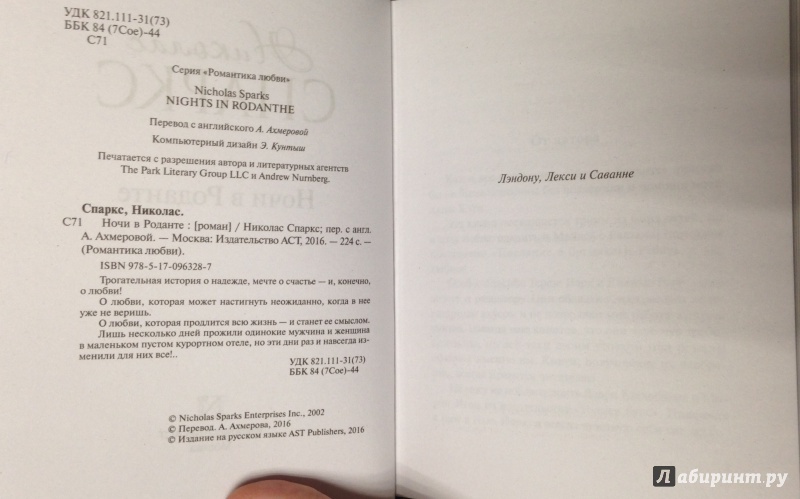 УДК 821.111-31(73)
ББК 84 (7Сое)-44
С71
Серия «Романтика любви»
Nicholas Sparks
NIGHTS IN RODANTHE
Перевод с английского А. Ахмеровой
Компьютерный дизайн Э. Кунтыш
Печатается с разрешения автора и литературных агентств
The Park Literary Group LLC и Andrew Nurnberg.
Спаркс, Николас.
С71 Ночи в Роданте : [роман] / Николас Спаркс; пер. с англ.
А. Ахмеровой. — Москва: Издательство АСТ, 2016. — 224 с. —
(Романтика любви).
ISBN 978-5-17-096328-7
Трогательная история о надежде, мечте о счастье — и, конечно,
о любви!
О любви, которая может настигнуть неожиданно, когда в нее
уже не веришь.
О любви, которая продлится всю жизнь — и станет ее смыслом.
Лишь несколько дней прожили одинокие мужчина и женщина
в маленьком пустом курортном отеле, но эти дни раз и навсегда из-
менили для них все!..
УДК 821.111-31(73)
ББК 84 (7Сое)-44
© Nicholas Sparks Enterprises Inc., 2002
© Перевод. А. Ахмерова, 2016
© Издание на русском языке AST Publishers, 2016
Николас
СПАРКС
Ночи в Роданте
Лэндону, Лекси и Саванне
Лабиринт.ру